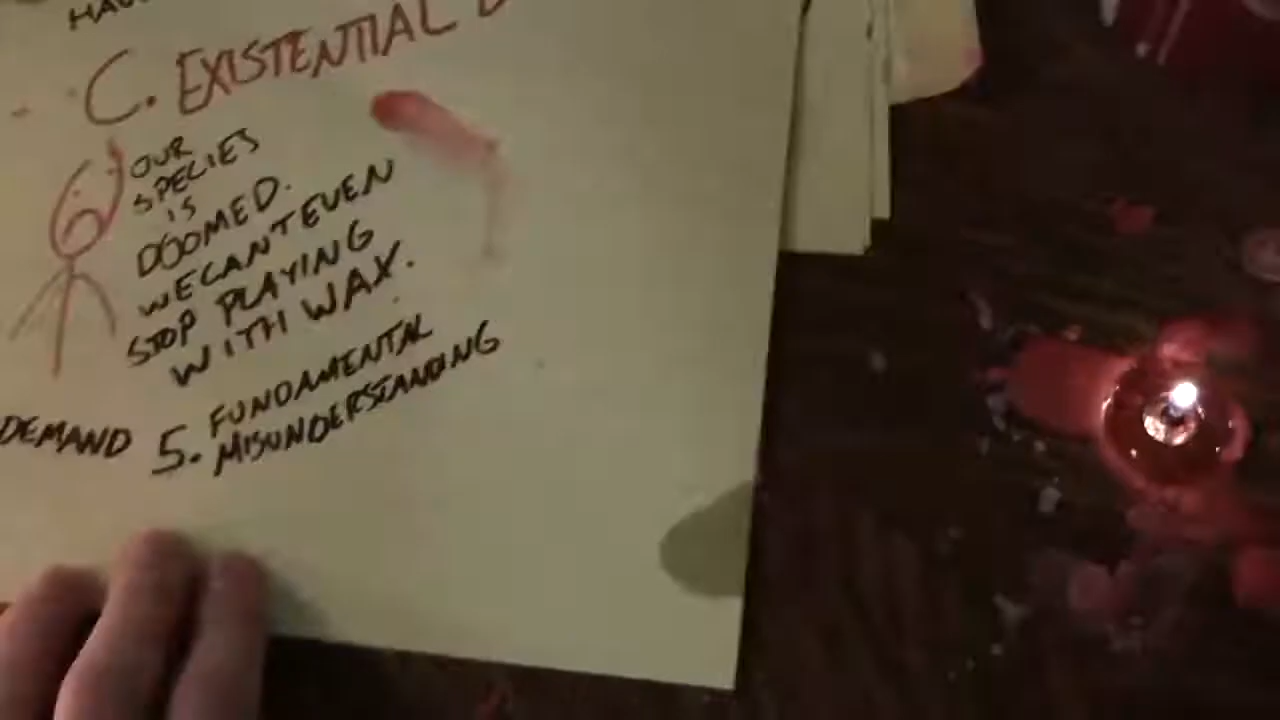 C. EXISTENTIAL
OUR
SPECIES
IS
DOOMED.
WECANTEVEN
STOP PLAYING
WITH WAX.
DEMAND 5. FUNDAMENTAL
MISUNDERSTANDING